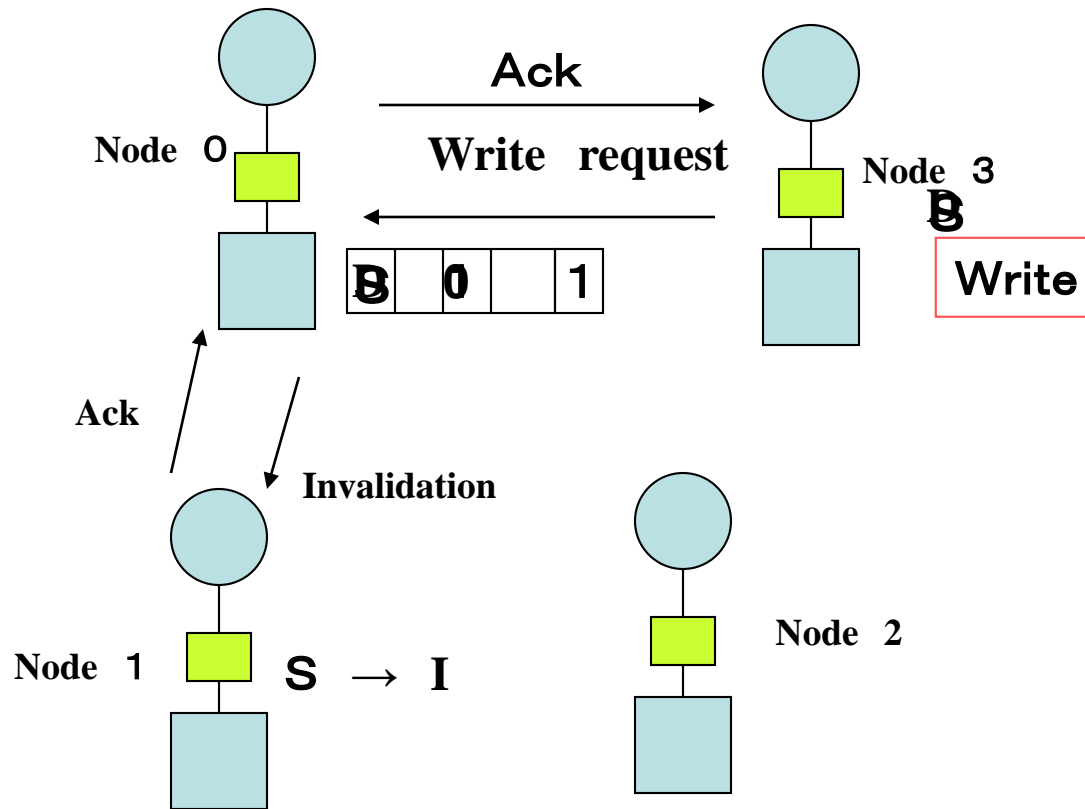 Ack
Node 0
Write request
Node 3
1
Write
Ack
Invalidation
Node 2
Node 1
S → I